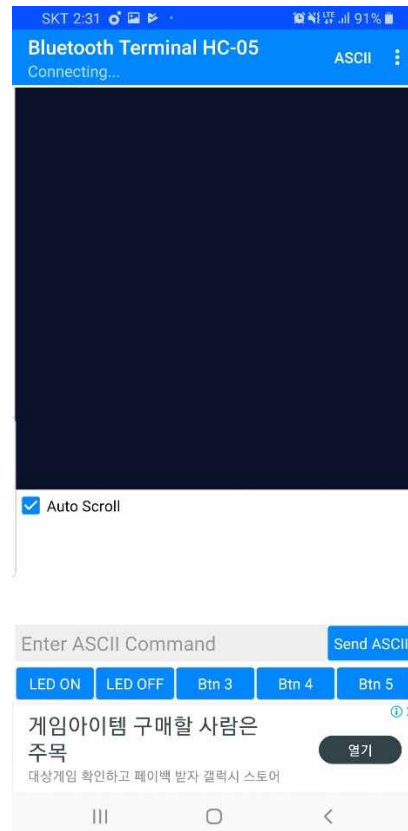 SKT 2:31 LTE 91%
Bluetooth Terminal HC-05
ASCII
Connecting...
Auto Scroll
Enter ASCII Command
Send ASCII
LED ON LED OFF Btn 3 Btn 4 Btn 5
게임아이템 구매할 사람은
주목
열기
대상게임 확인하고 페이백 받자 갤럭시 스토어